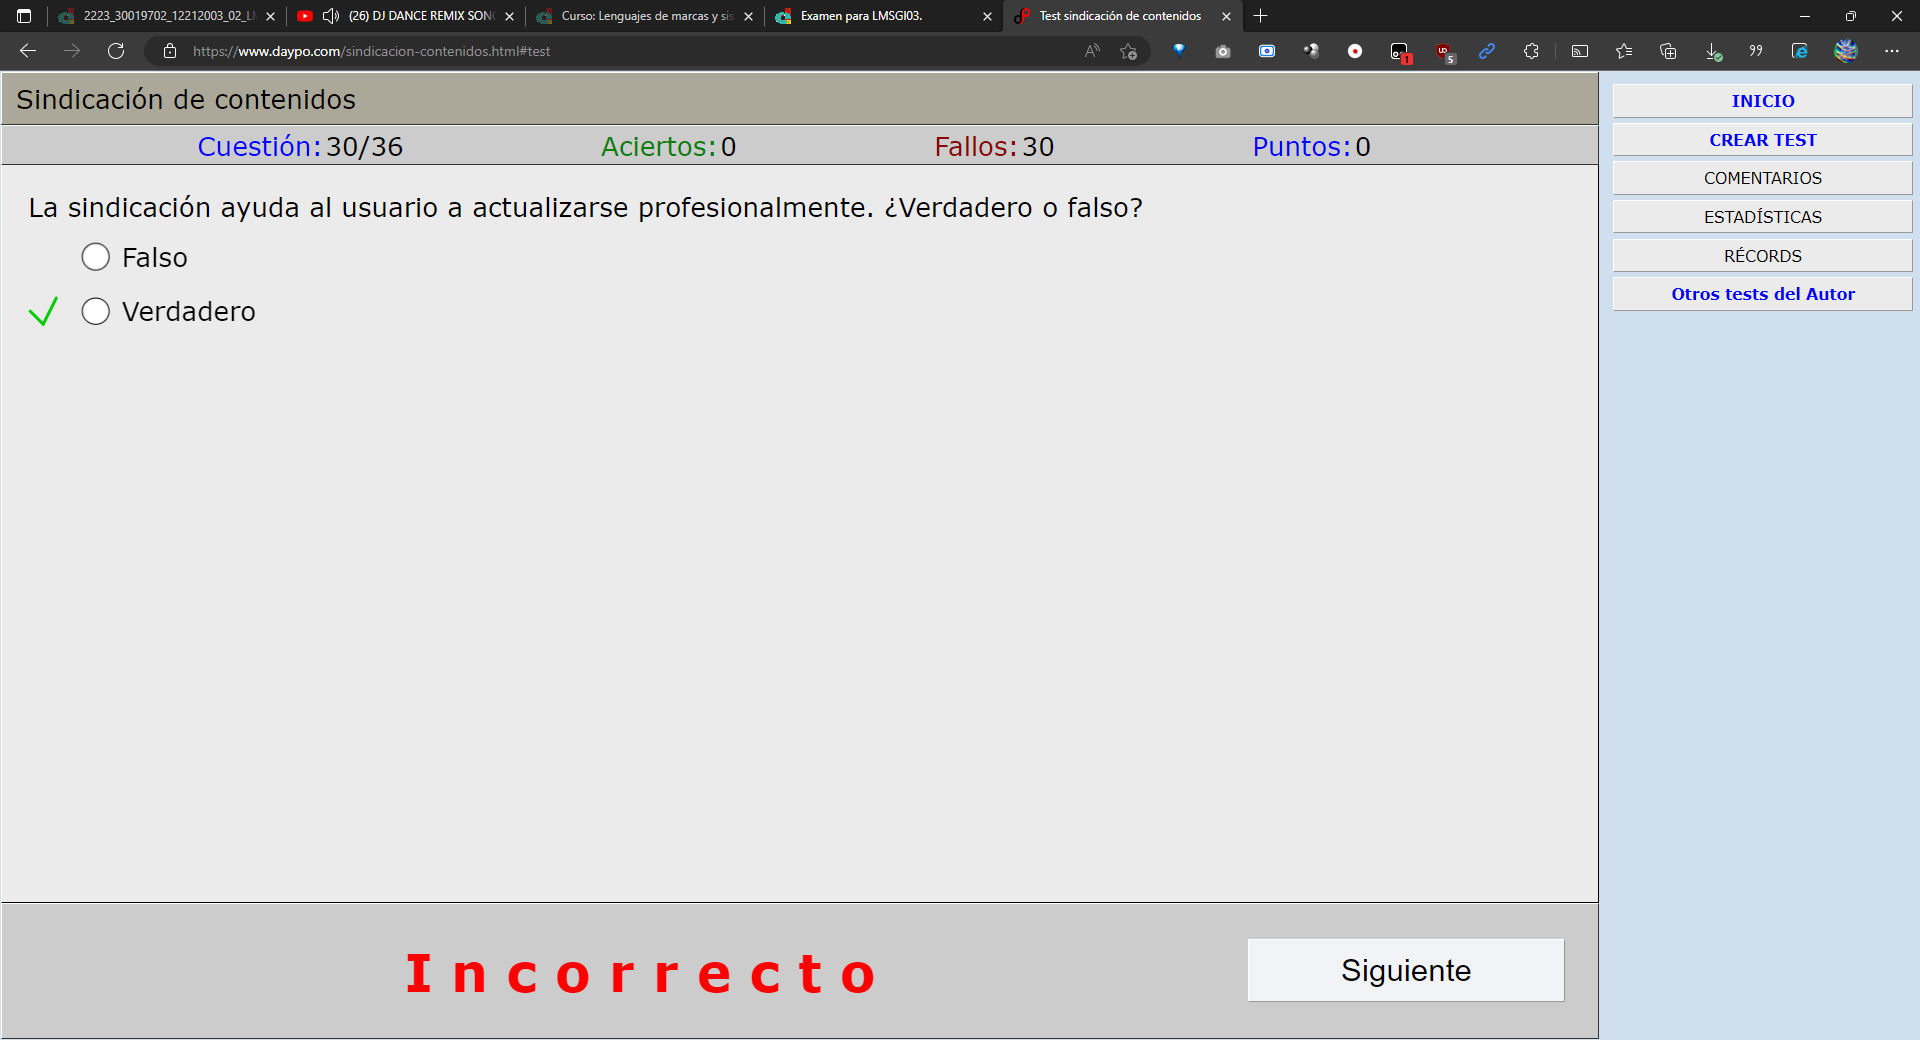 2223_30019702_12212003_02_LI
(26) DJ DANCE REMIX SONG
Curso: Lenguajes de marcas y sis
Examen para LMSGI03.
Test sindicación de contenidos
https://www.daypo.com/sindicacion-contenidos.html#test
1
5
Sindicación de contenidos
Cuestión: 30/36
Aciertos: 0
Fallos: 30
Puntos: 0
La sindicación ayuda al usuario a actualizarse profesionalmente. ¿Verdadero o falso?
Falso
Verdadero
Incorrecto
Siguiente
INICIO
CREAR TEST
COMENTARIOS
ESTADÍSTICAS
RÉCORDS
Otros tests del Autor